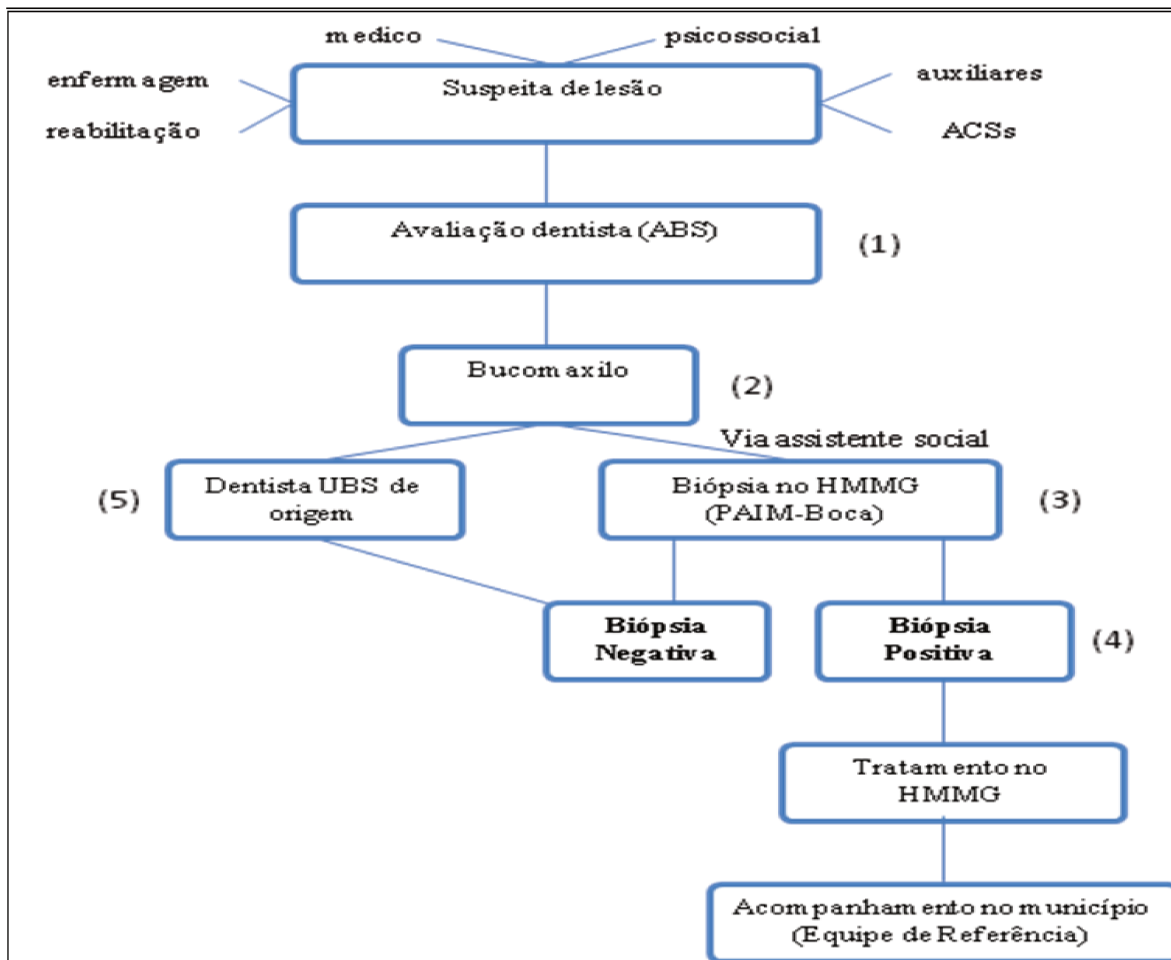 medico
psicossocial
enfermagem
auxiliares
Suspeita de lesão
reabilitação
ACSs
Avaliação dentista (ABS)
(1)
Bucomaxilo
(2)
Via assistente social
(5)
Dentista UBS de
origem
Biópsia no HMMG
(PAIM-Boca)
(3)
Biópsia
Negativa
Biópsia
Positiva
(4)
Tratamento no
HMMG
Acompanhamento no município
(Equipe de Referência)